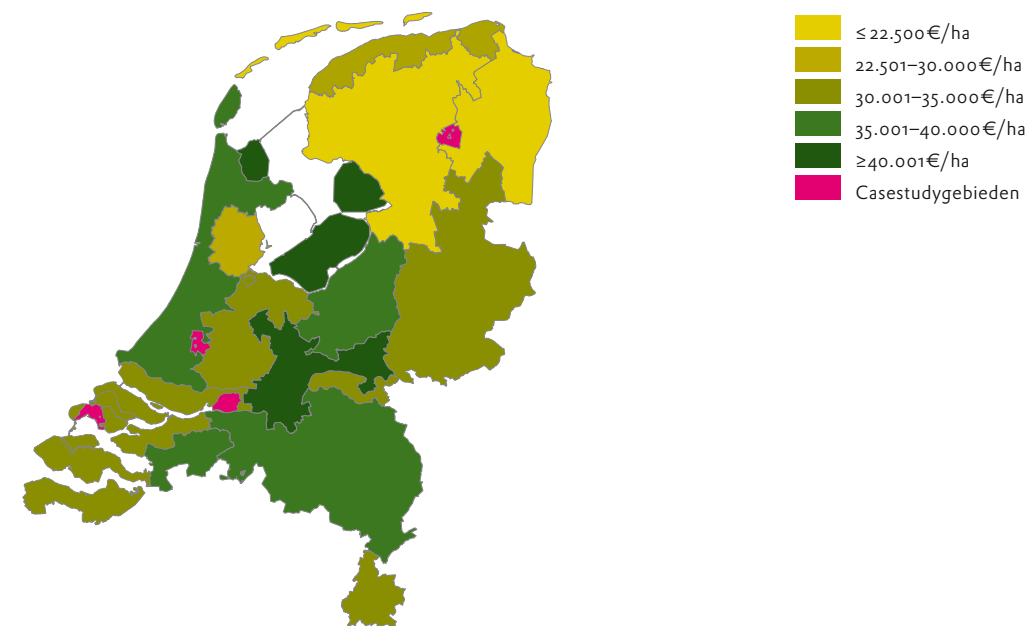 ≤ 22.500€/ha
22.501–30.000€/ha
30.001–35.000€/ha
35.001–40.000€/ha
≥40.001€/ha
Casestudygebieden